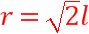 r = √2l